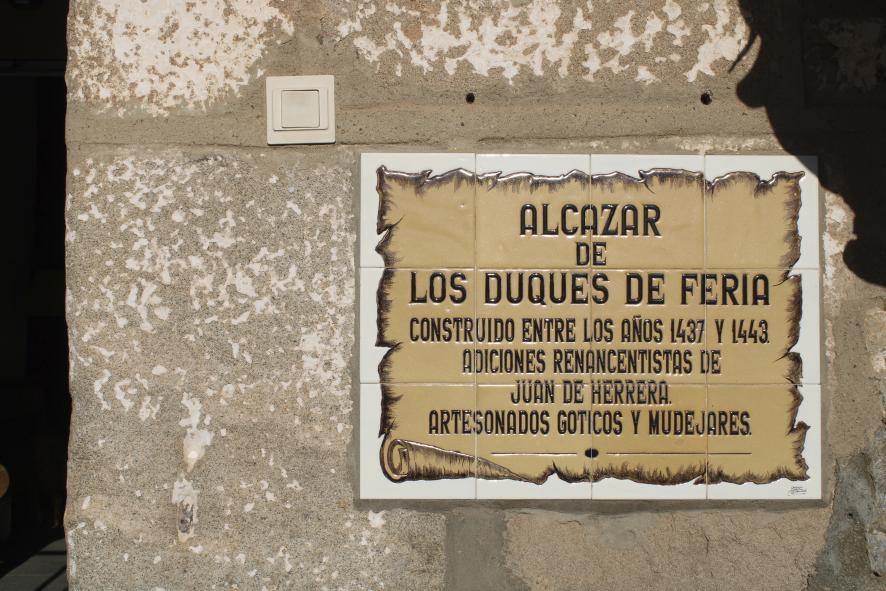 ALCAZAR
DE
LOS DUQUES DE FERIA
CONSTRUIDO ENTRE LOS AÑOS 1437 Y 1443.
ADICIONES RENANCENTISTAS DE
JUAN DE HERRERA.
ARTESONADOS GOTICOS Y MUDEJARES.